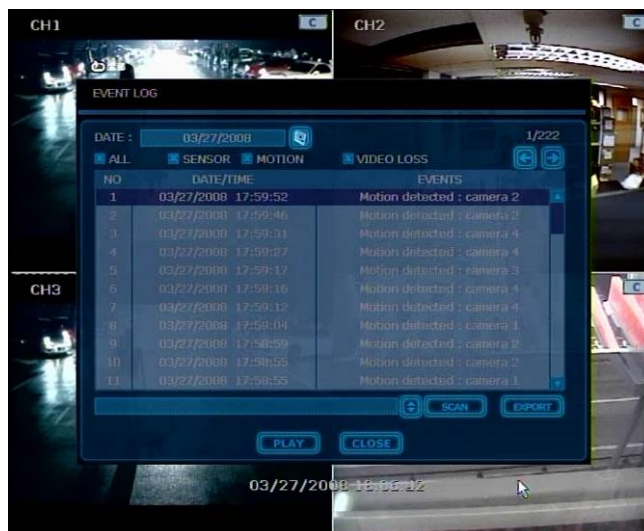 CH1 C
CH2
EVENT LOG
DATE : 03/27/2008 1/222
ALL SENSOR MOTION VIDEO LOSS
NO DATE/TIME EVENTS
1 03/27/2008 17:59:52 Motion detected : camera 2
2 03/27/2008 17:59:46 Motion detected : camera 2
3 03/27/2008 17:59:31 Motion detected : camera 4
4 03/27/2008 17:59:27 Motion detected : camera 4
5 03/27/2008 17:59:17 Motion detected : camera 3
6 03/27/2008 17:59:16 Motion detected : camera 4
7 03/27/2008 17:59:12 Motion detected : camera 4
8 03/27/2008 17:59:04 Motion detected : camera 1
9 03/27/2008 17:58:59 Motion detected : camera 2
10 03/27/2008 17:58:55 Motion detected : camera 2
11 03/27/2008 17:58:55 Motion detected : camera 1
CH3 C
SCAN EXPORT
PLAY CLOSE
03/27/2008